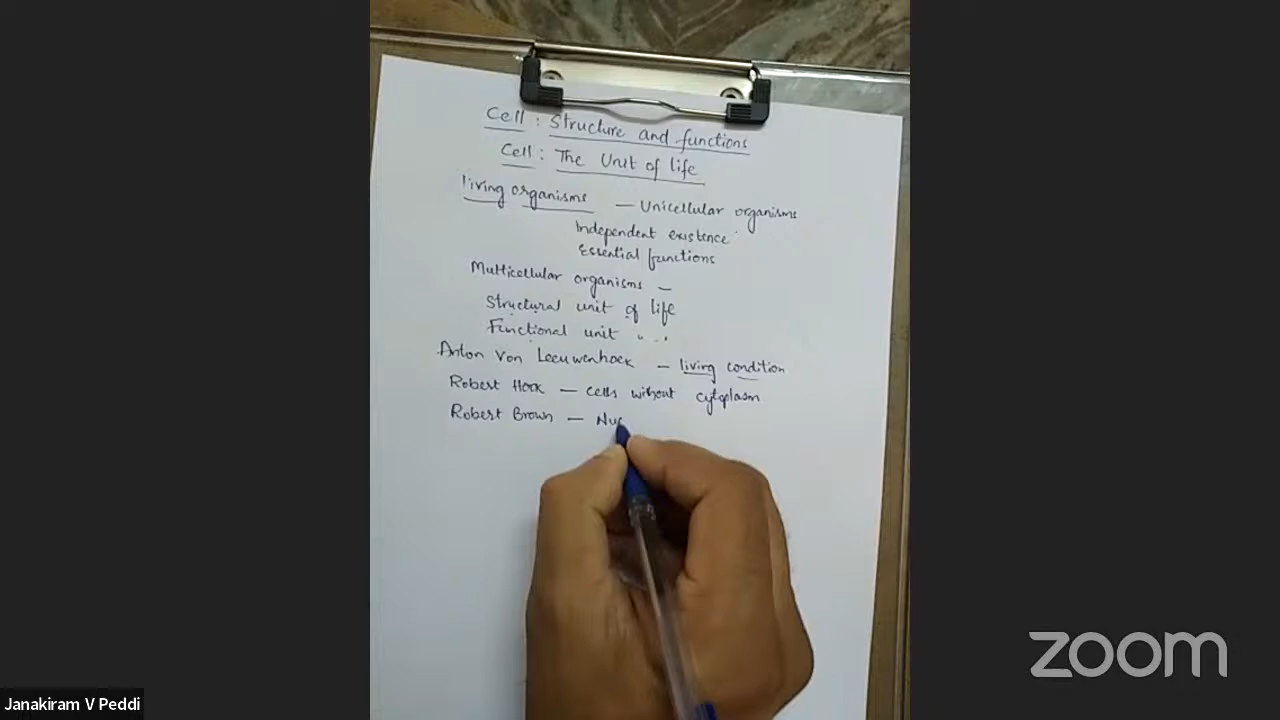 Cell : Structure and functions
Cell : The Unit of life
living organisms — Unicellular organisms
Independent existence
Essential functions
Multicellular organisms —
Structural unit of life
Functional unit " "
Anton Von Leeuwenhoek — living condition
Robert Hook — cells without cytoplasm
Robert Brown — Nuc
zoom
Janakiram V Peddi